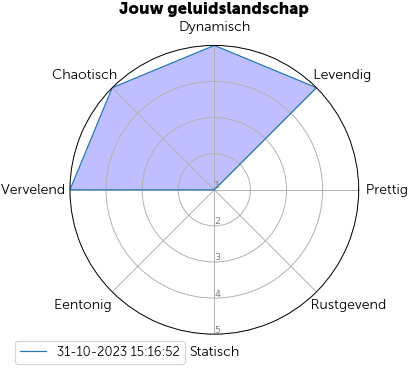 Jouw geluidslandschap
Dynamisch
Chaotisch
Levendig
Vervelend
Prettig
1
2
3
4
5
Eentonig
Rustgevend
Statisch
31-10-2023 15:16:52